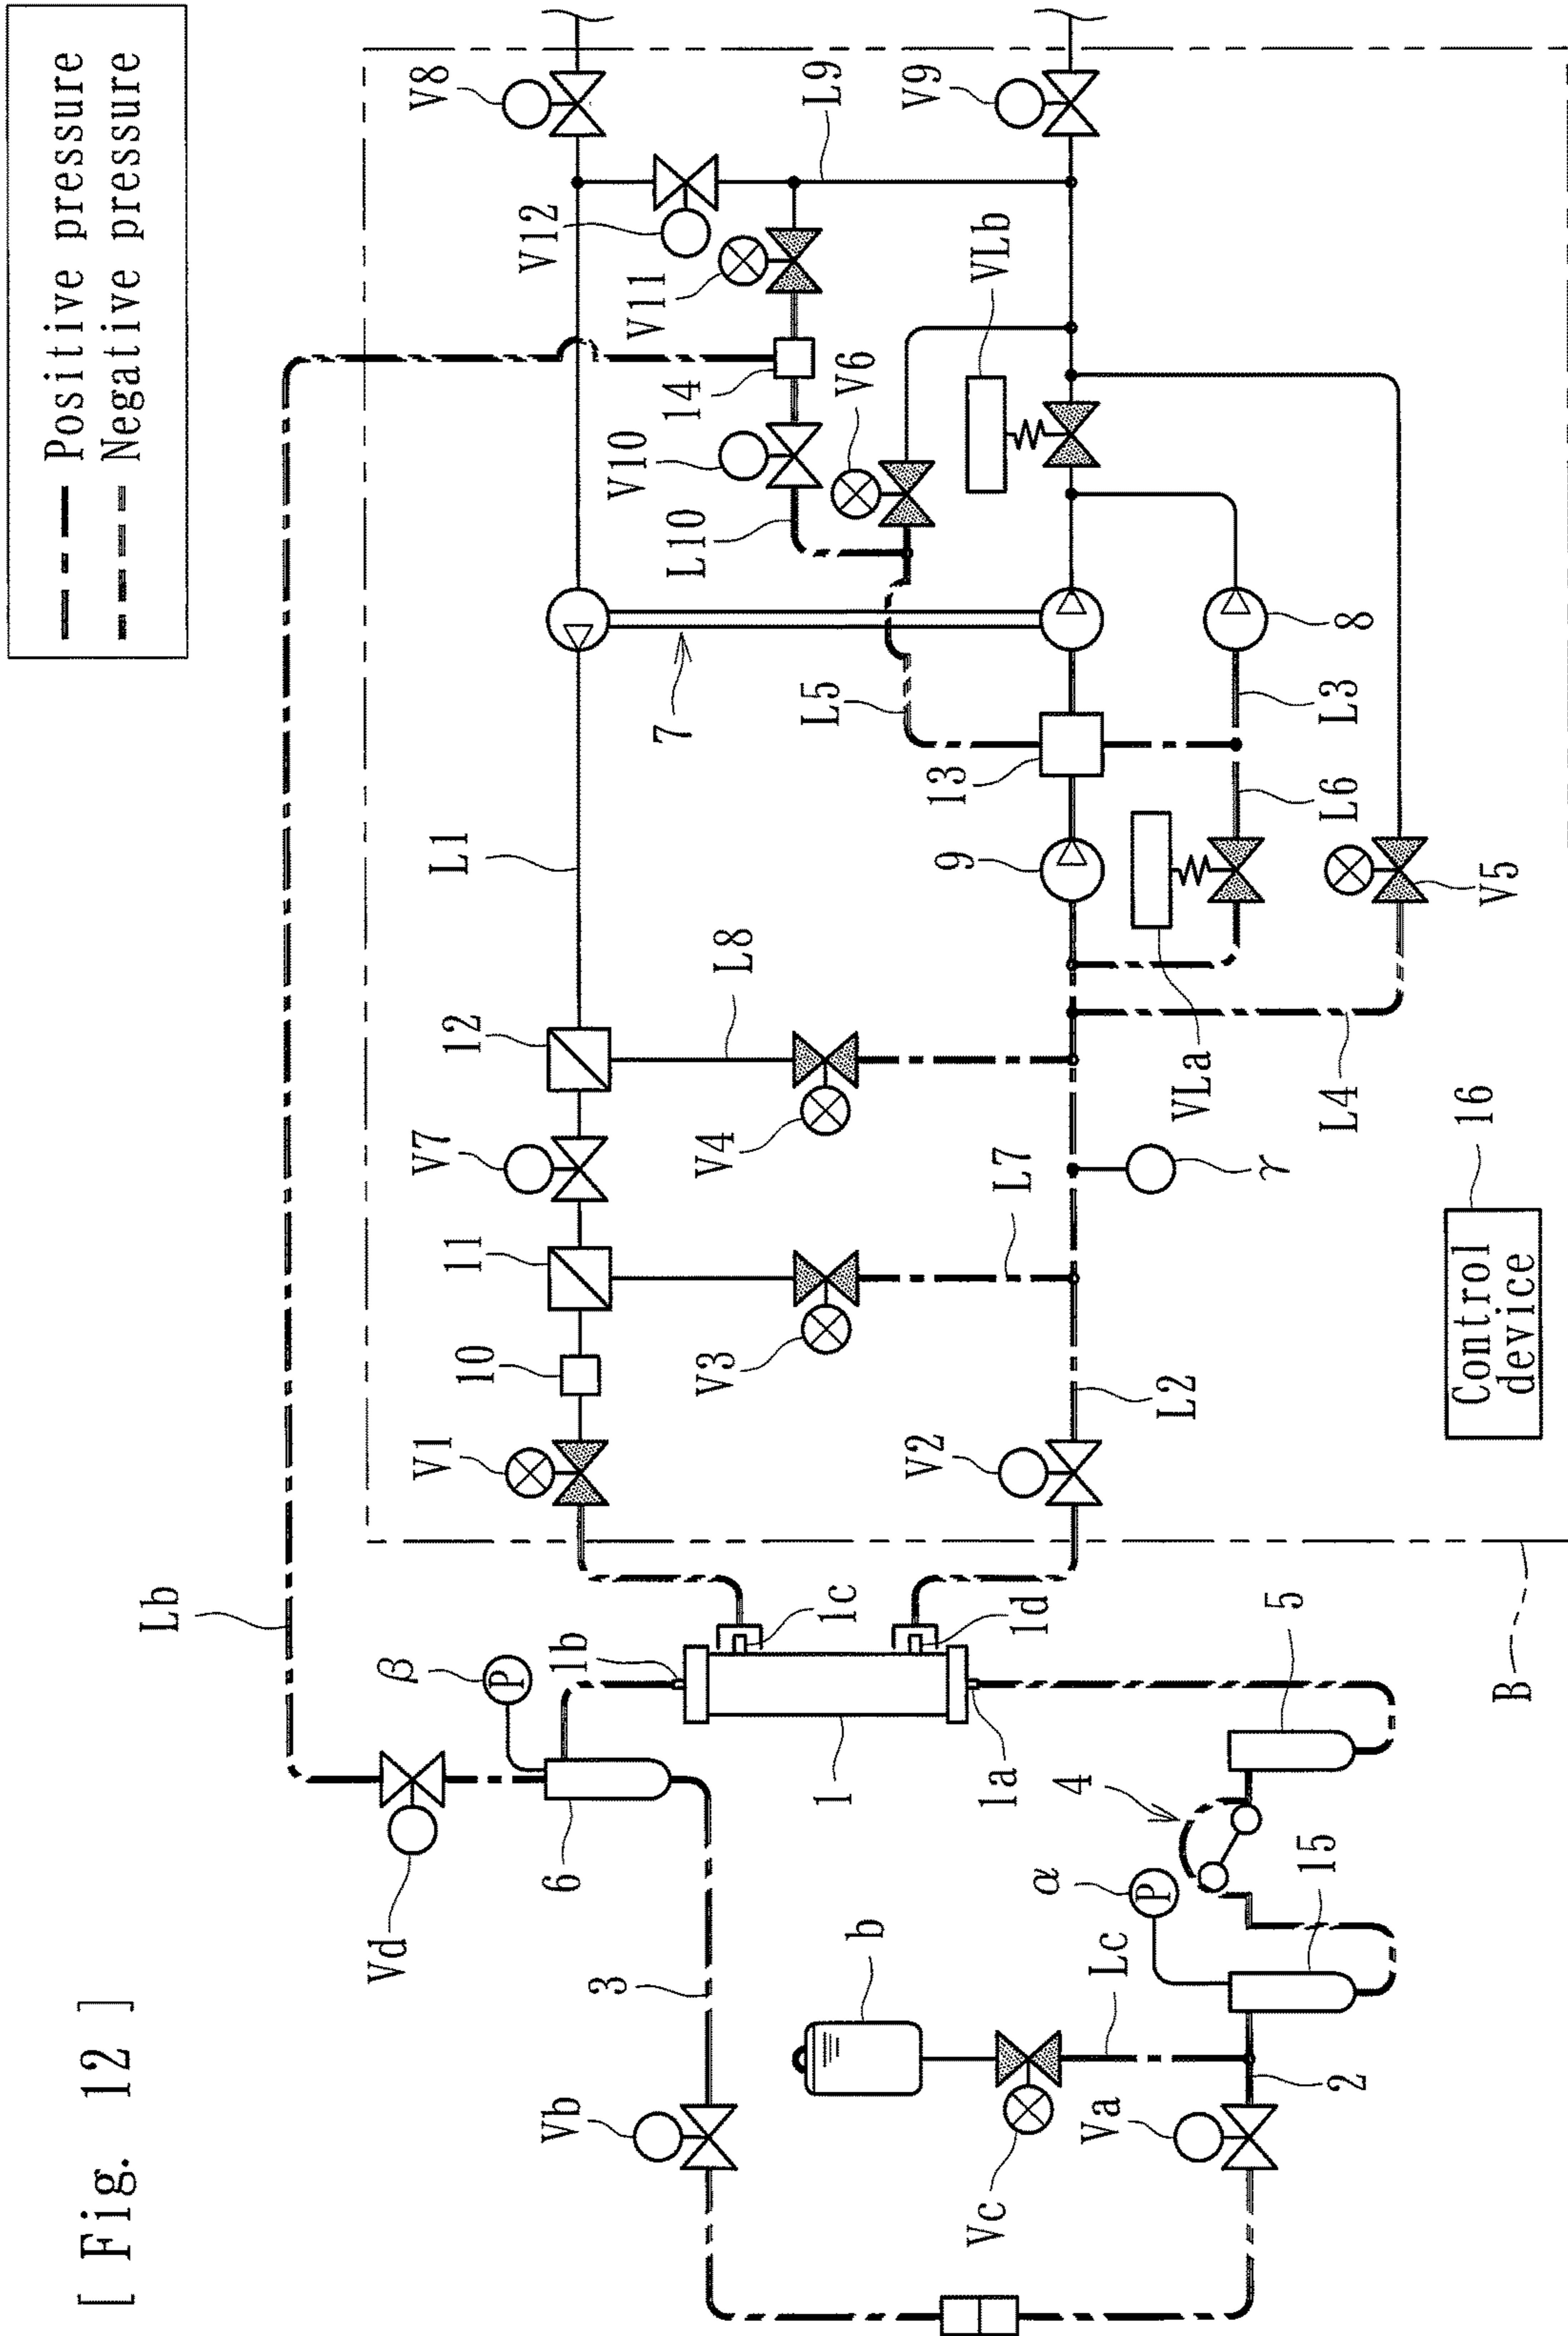 [ Fig. 12 ]
Positive pressure
Negative pressure
V8
V9
L9
V12
V11
VLb
14
V6
V10
L10
L5
7
8
L3
13
L1
L6
9
V5
12
L8
VLa
V4
L4
V7
16
γ
L7
11
Control
device
10
V3
L2
V1
V2
Lb
1c
1d
5
β
P
1b
B
1
1a
4
6
Vd
α
P
15
3
b
Lc
2
Vb
Va
Vc